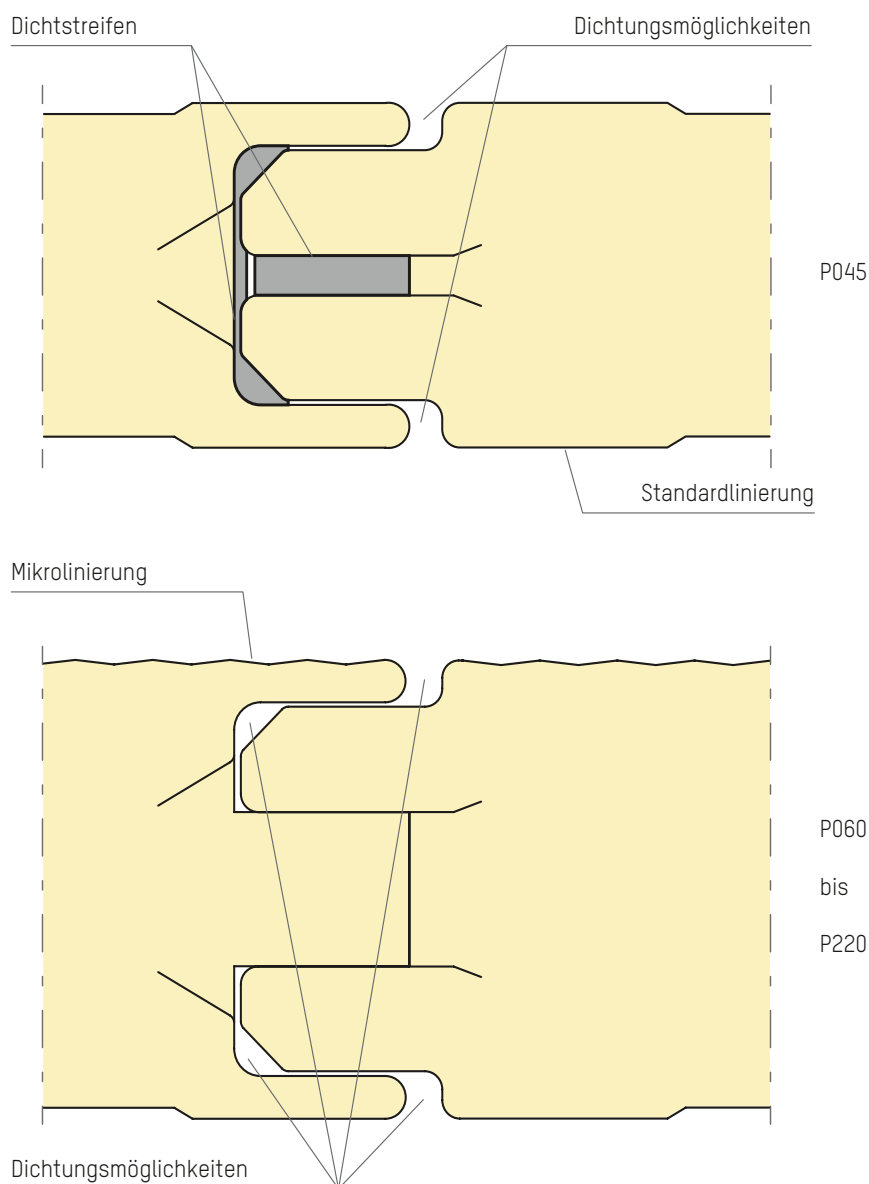 Dichtstreifen
Dichtungsmöglichkeiten
P045
Standardlinierung
Mikrolinierung
P060
bis
P220
Dichtungsmöglichkeiten